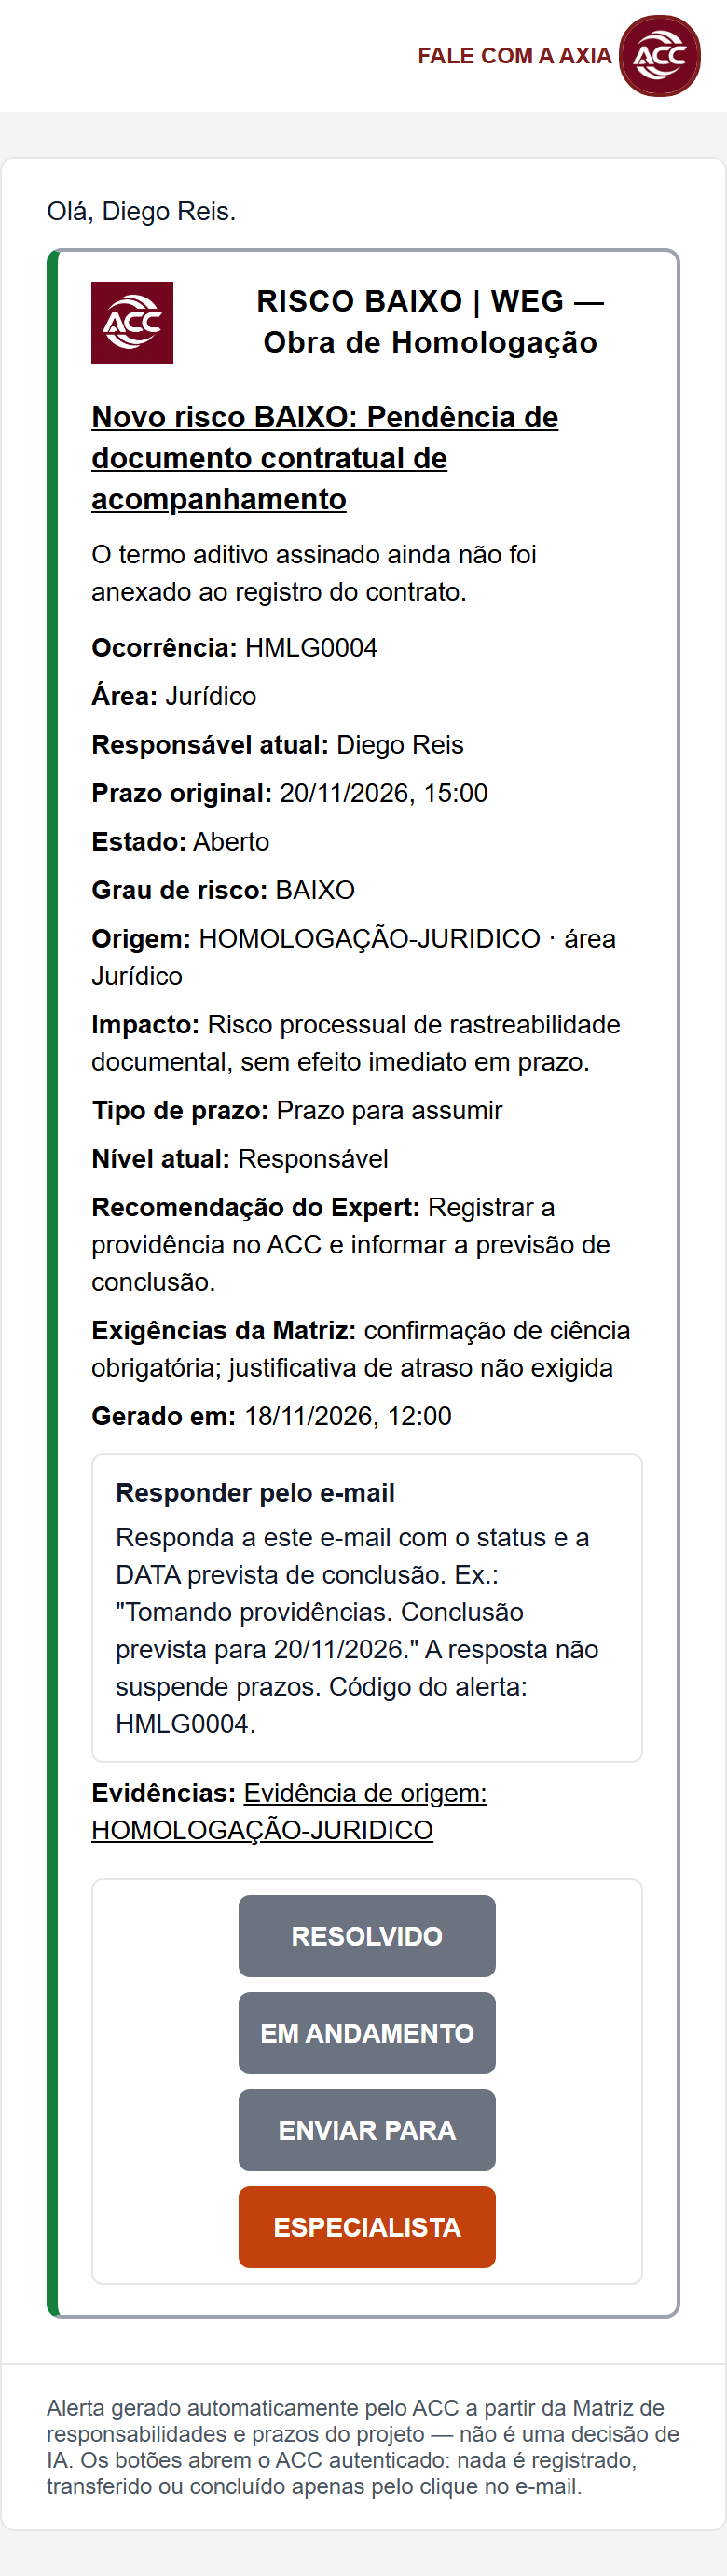 FALE COM A AXIA
ACC
Olá, Diego Reis.
ACC
RISCO BAIXO | WEG —
Obra de Homologação
Novo risco BAIXO: Pendência de
documento contratual de
acompanhamento
O termo aditivo assinado ainda não foi
anexado ao registro do contrato.
Ocorrência: HMLG0004
Área: Jurídico
Responsável atual: Diego Reis
Prazo original: 20/11/2026, 15:00
Estado: Aberto
Grau de risco: BAIXO
Origem: HOMOLOGAÇÃO-JURIDICO · área
Jurídico
Impacto: Risco processual de rastreabilidade
documental, sem efeito imediato em prazo.
Tipo de prazo: Prazo para assumir
Nível atual: Responsável
Recomendação do Expert: Registrar a
providência no ACC e informar a previsão de
conclusão.
Exigências da Matriz: confirmação de ciência
obrigatória; justificativa de atraso não exigida
Gerado em: 18/11/2026, 12:00
Responder pelo e-mail
Responda a este e-mail com o status e a
DATA prevista de conclusão. Ex.:
"Tomando providências. Conclusão
prevista para 20/11/2026." A resposta não
suspende prazos. Código do alerta:
HMLG0004.
Evidências: Evidência de origem:
HOMOLOGAÇÃO-JURIDICO
RESOLVIDO
EM ANDAMENTO
ENVIAR PARA
ESPECIALISTA
Alerta gerado automaticamente pelo ACC a partir da Matriz de
responsabilidades e prazos do projeto — não é uma decisão de
IA. Os botões abrem o ACC autenticado: nada é registrado,
transferido ou concluído apenas pelo clique no e-mail.